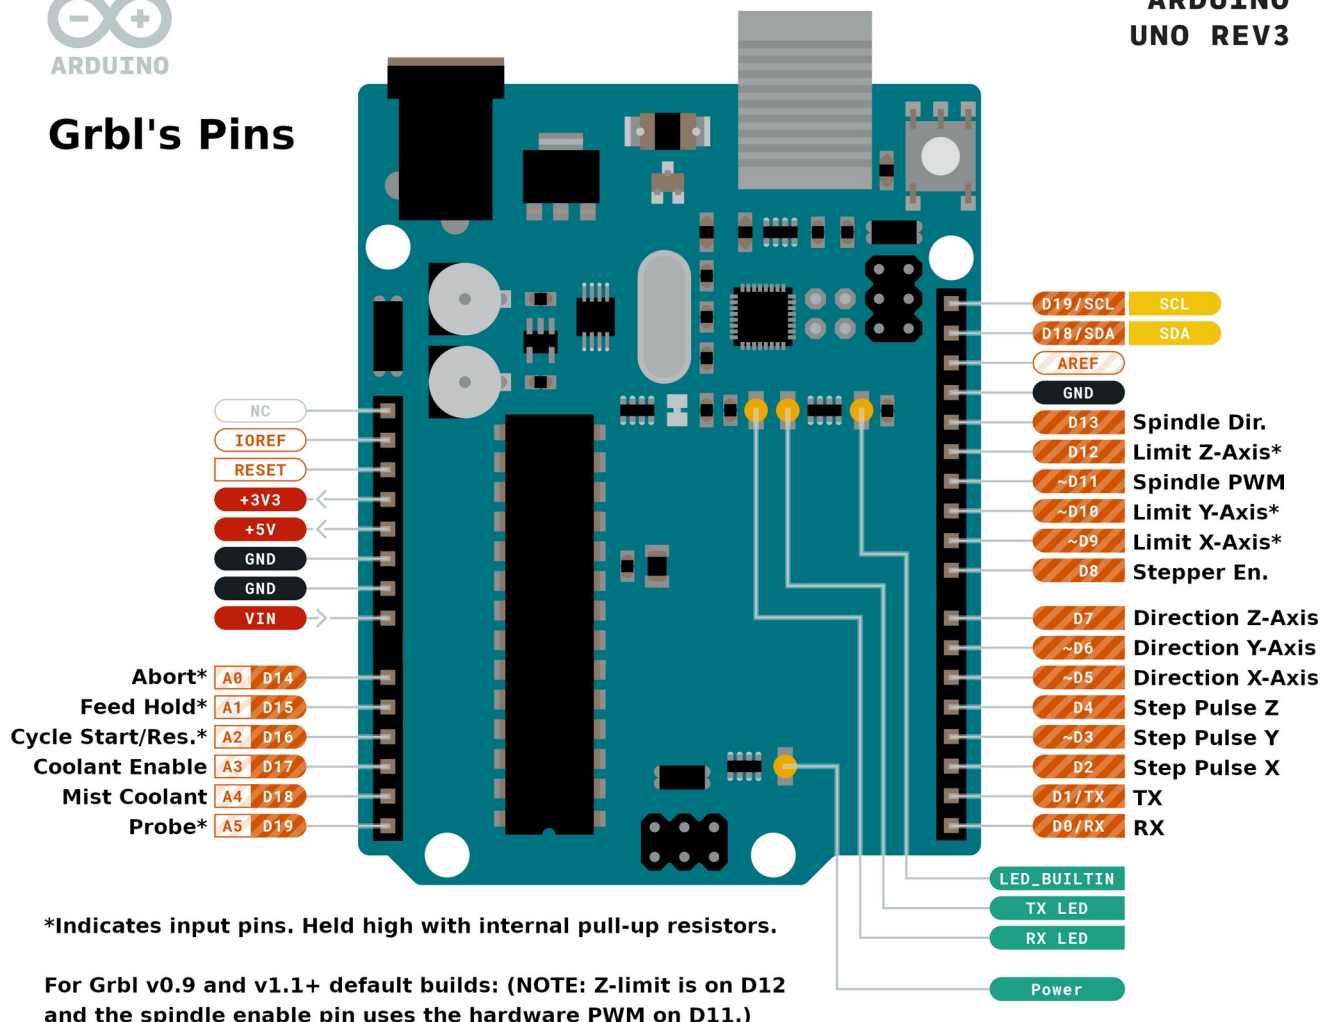 ARDUINO
ARDUINO
UNO REV3
Grbl's Pins
NC
IOREF
RESET
+3V3
+5V
GND
GND
VIN
Abort* A0 D14
Feed Hold* A1 D15
Cycle Start/Res.* A2 D16
Coolant Enable A3 D17
Mist Coolant A4 D18
Probe* A5 D19
D19/SCL SCL
D18/SDA SDA
AREF
GND
D13 Spindle Dir.
D12 Limit Z-Axis*
~D11 Spindle PWM
~D10 Limit Y-Axis*
~D9 Limit X-Axis*
D8 Stepper En.
D7 Direction Z-Axis
~D6 Direction Y-Axis
~D5 Direction X-Axis
D4 Step Pulse Z
~D3 Step Pulse Y
D2 Step Pulse X
D1/TX TX
D0/RX RX
LED_BUILTIN
TX LED
RX LED
Power
*Indicates input pins. Held high with internal pull-up resistors.
For Grbl v0.9 and v1.1+ default builds: (NOTE: Z-limit is on D12
and the spindle enable pin uses the hardware PWM on D11.)